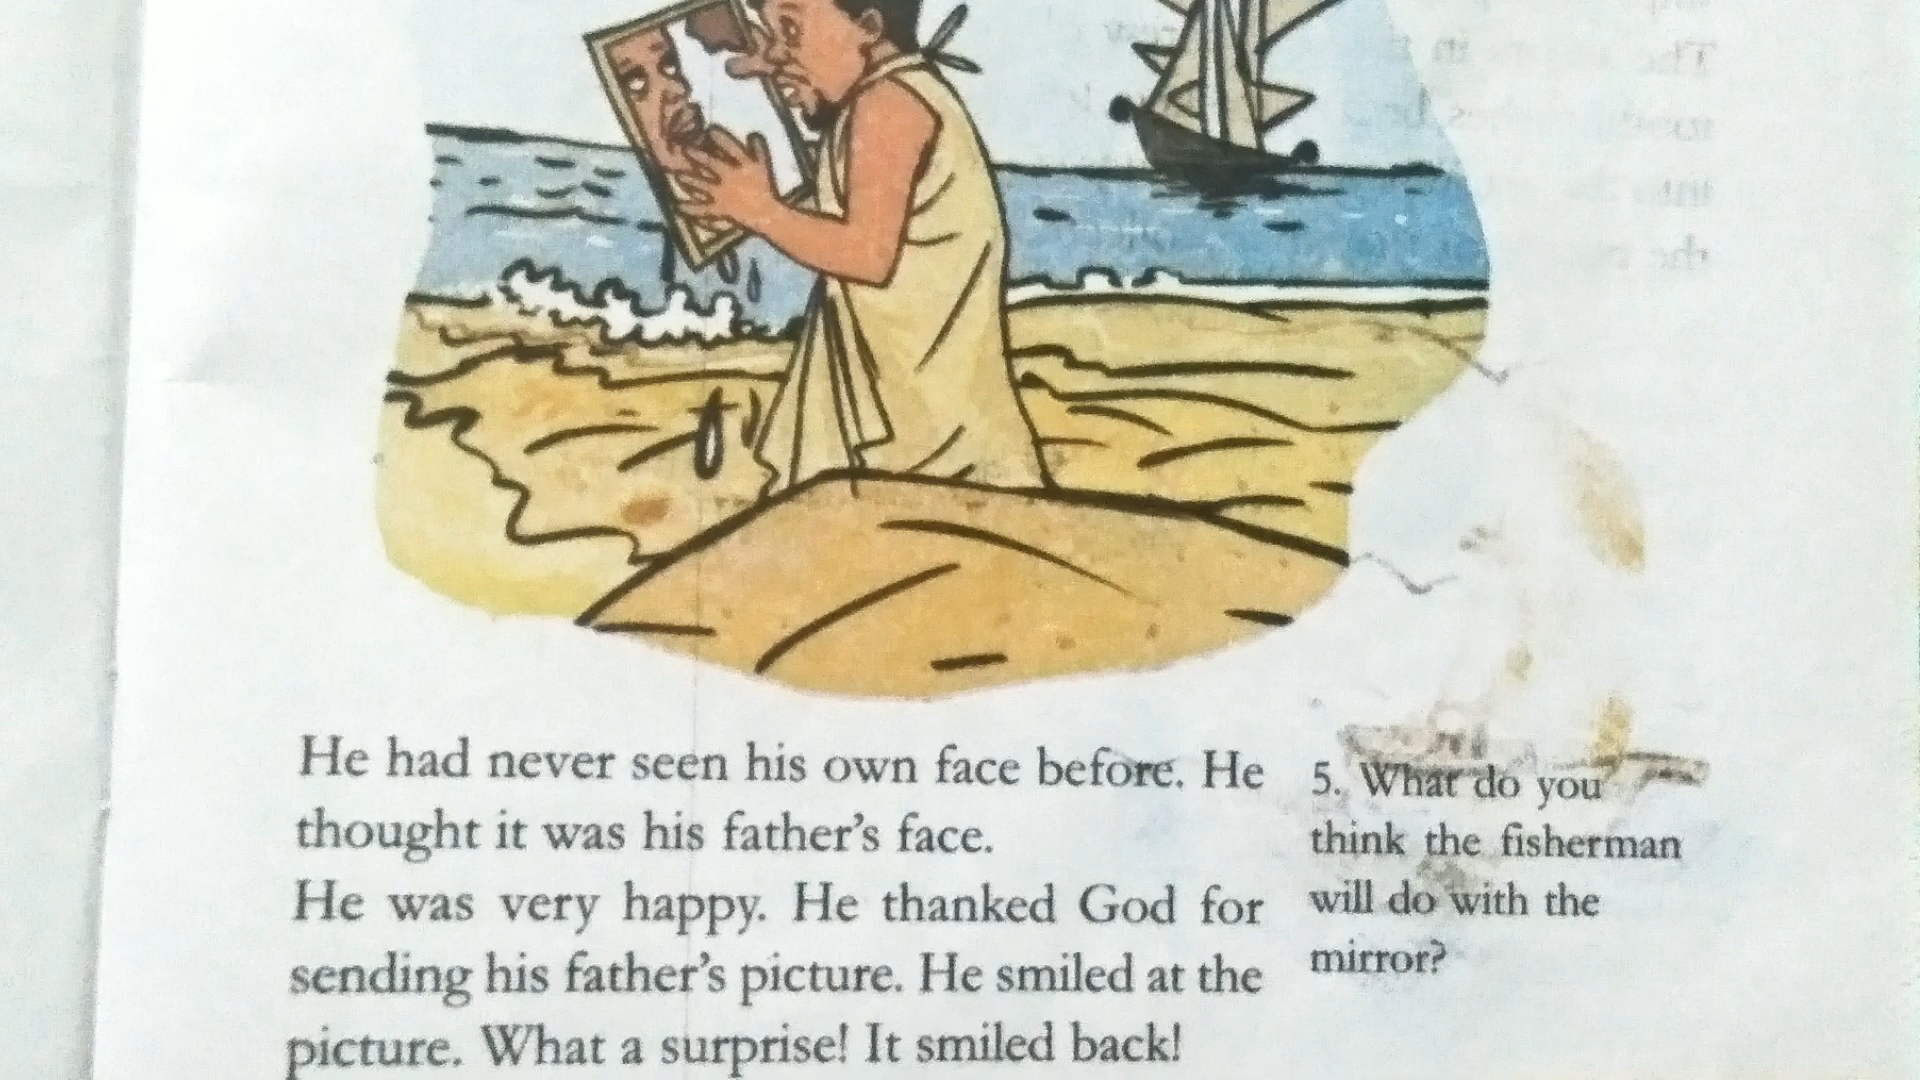 He had never seen his own face before. He
thought it was his father's face.
He was very happy. He thanked God for
sending his father's picture. He smiled at the
picture. What a surprise! It smiled back!
5. What do you
think the fisherman
will do with the
mirror?